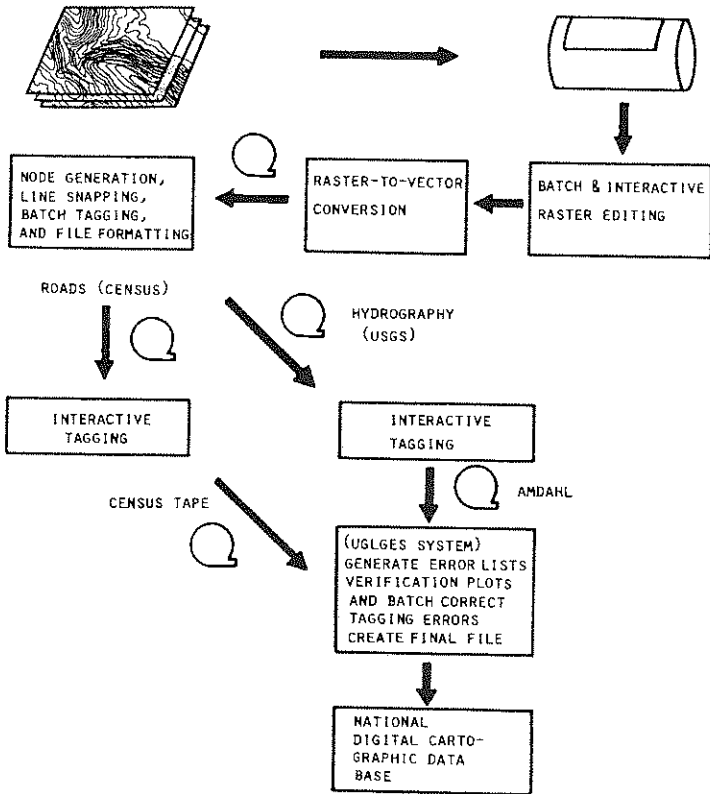 NODE GENERATION,
LINE SNAPPING,
BATCH TAGGING,
AND FILE FORMATTING
RASTER-TO-VECTOR
CONVERSION
BATCH & INTERACTIVE
RASTER EDITING
ROADS (CENSUS)
HYDROGRAPHY
(USGS)
INTERACTIVE
TAGGING
INTERACTIVE
TAGGING
CENSUS TAPE
AMDAHL
(UGLGES SYSTEM)
GENERATE ERROR LISTS
VERIFICATION PLOTS
AND BATCH CORRECT
TAGGING ERRORS
CREATE FINAL FILE
NATIONAL
DIGITAL CARTO-
GRAPHIC DATA
BASE